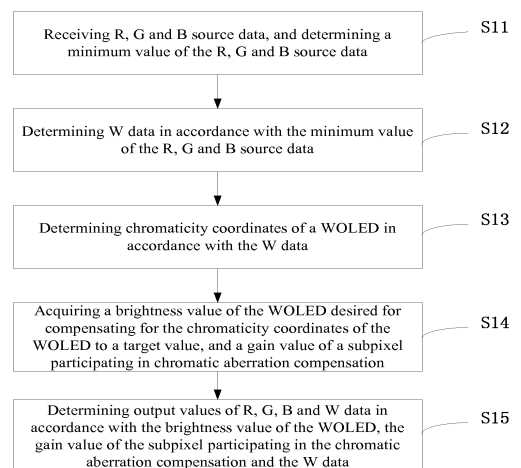 Receiving R, G and B source data, and determining a
minimum value of the R, G and B source data
S11
Determining W data in accordance with the minimum value
of the R, G and B source data
S12
Determining chromaticity coordinates of a WOLED in
accordance with the W data
S13
Acquiring a brightness value of the WOLED desired for
compensating for the chromaticity coordinates of the
WOLED to a target value, and a gain value of a subpixel
participating in chromatic aberration compensation
S14
Determining output values of R, G, B and W data in
accordance with the brightness value of the WOLED, the
gain value of the subpixel participating in the chromatic
aberration compensation and the W data
S15